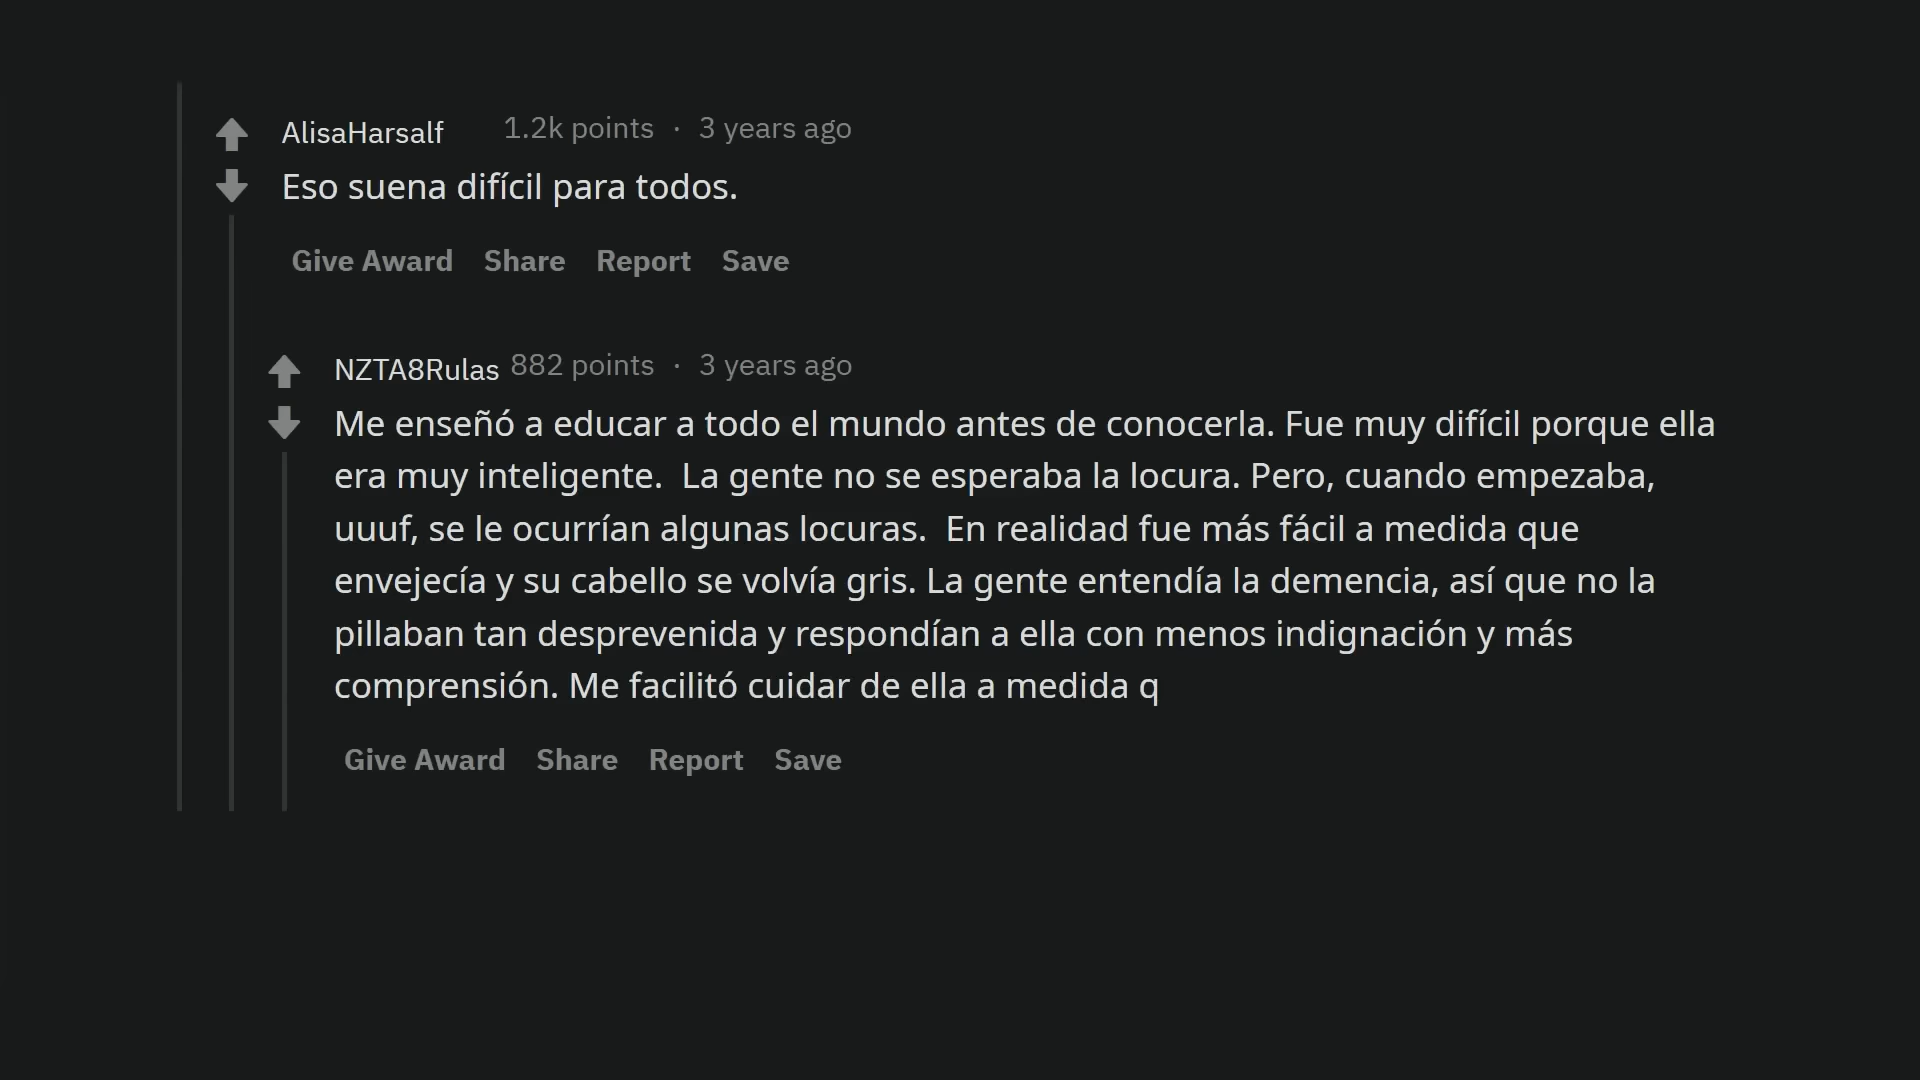 AlisaHarsalf 1.2k points · 3 years ago
Eso suena difícil para todos.
Give Award Share Report Save
NZTA8Rulas 882 points · 3 years ago
Me enseñó a educar a todo el mundo antes de conocerla. Fue muy difícil porque ella
era muy inteligente.  La gente no se esperaba la locura. Pero, cuando empezaba,
uuuf, se le ocurrían algunas locuras.  En realidad fue más fácil a medida que
envejecía y su cabello se volvía gris. La gente entendía la demencia, así que no la
pillaban tan desprevenida y respondían a ella con menos indignación y más
comprensión. Me facilitó cuidar de ella a medida q
Give Award Share Report Save